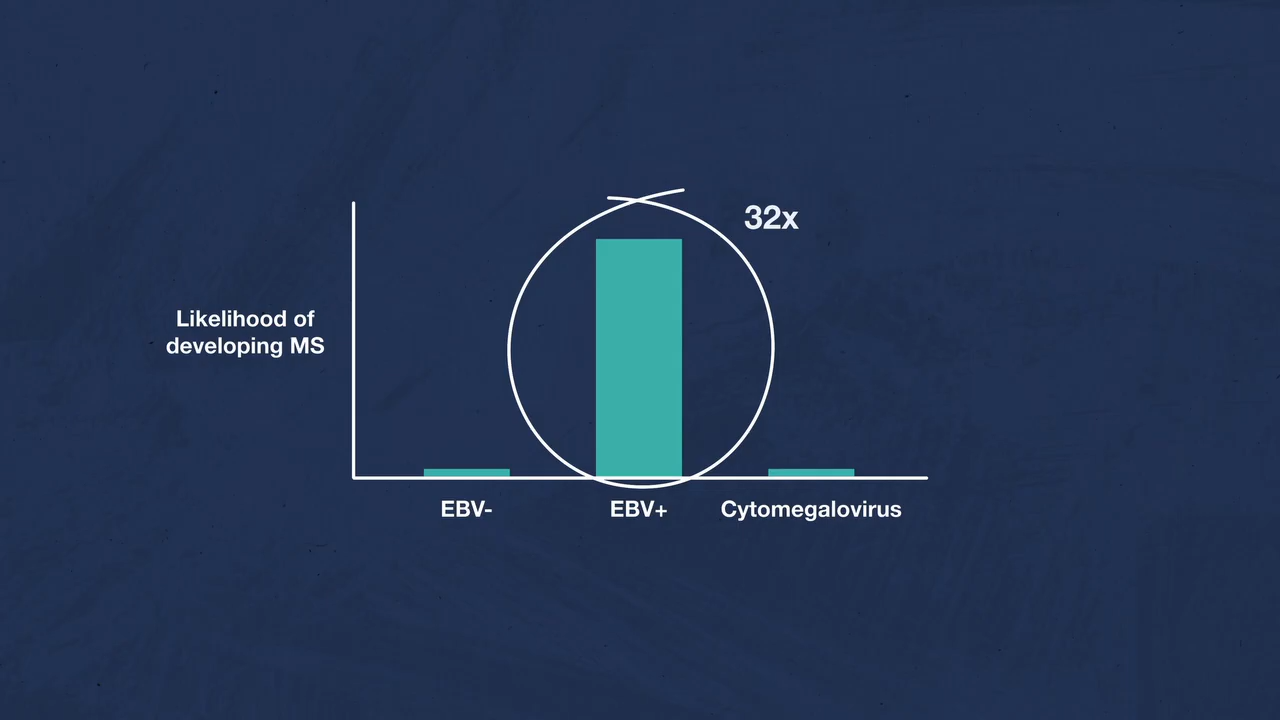 32x
Likelihood of
developing MS
EBV-
EBV+
Cytomegalovirus